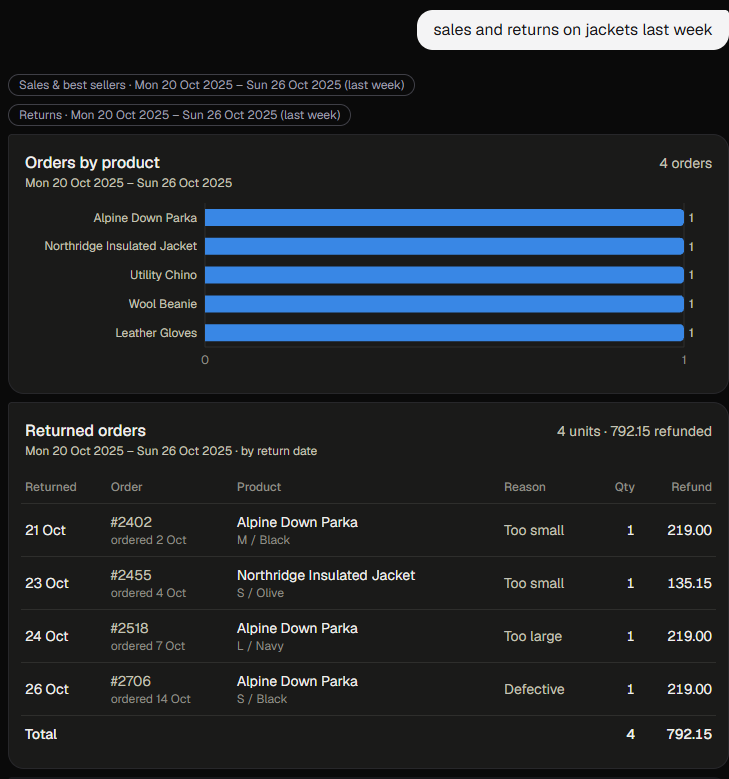 sales and returns on jackets last week
Sales & best sellers · Mon 20 Oct 2025 – Sun 26 Oct 2025 (last week)
Returns · Mon 20 Oct 2025 – Sun 26 Oct 2025 (last week)
Orders by product 4 orders
Mon 20 Oct 2025 – Sun 26 Oct 2025
Alpine Down Parka 1
Northridge Insulated Jacket 1
Utility Chino 1
Wool Beanie 1
Leather Gloves 1
0 1
Returned orders 4 units · 792.15 refunded
Mon 20 Oct 2025 – Sun 26 Oct 2025 · by return date
Returned Order Product Reason Qty Refund
21 Oct #2402 Alpine Down Parka Too small 1 219.00
ordered 2 Oct M / Black
23 Oct #2455 Northridge Insulated Jacket Too small 1 135.15
ordered 4 Oct S / Olive
24 Oct #2518 Alpine Down Parka Too large 1 219.00
ordered 7 Oct L / Navy
26 Oct #2706 Alpine Down Parka Defective 1 219.00
ordered 14 Oct S / Black
Total 4 792.15